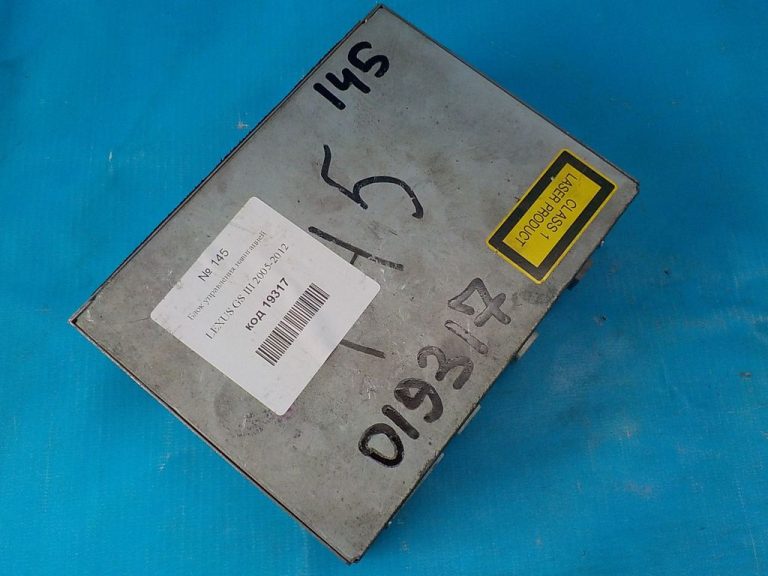 145
145
№ 145
Блок управления навигацией
LEXUS GS III 2005-2012
код 19317
CLASS 1
LASER PRODUCT
019317